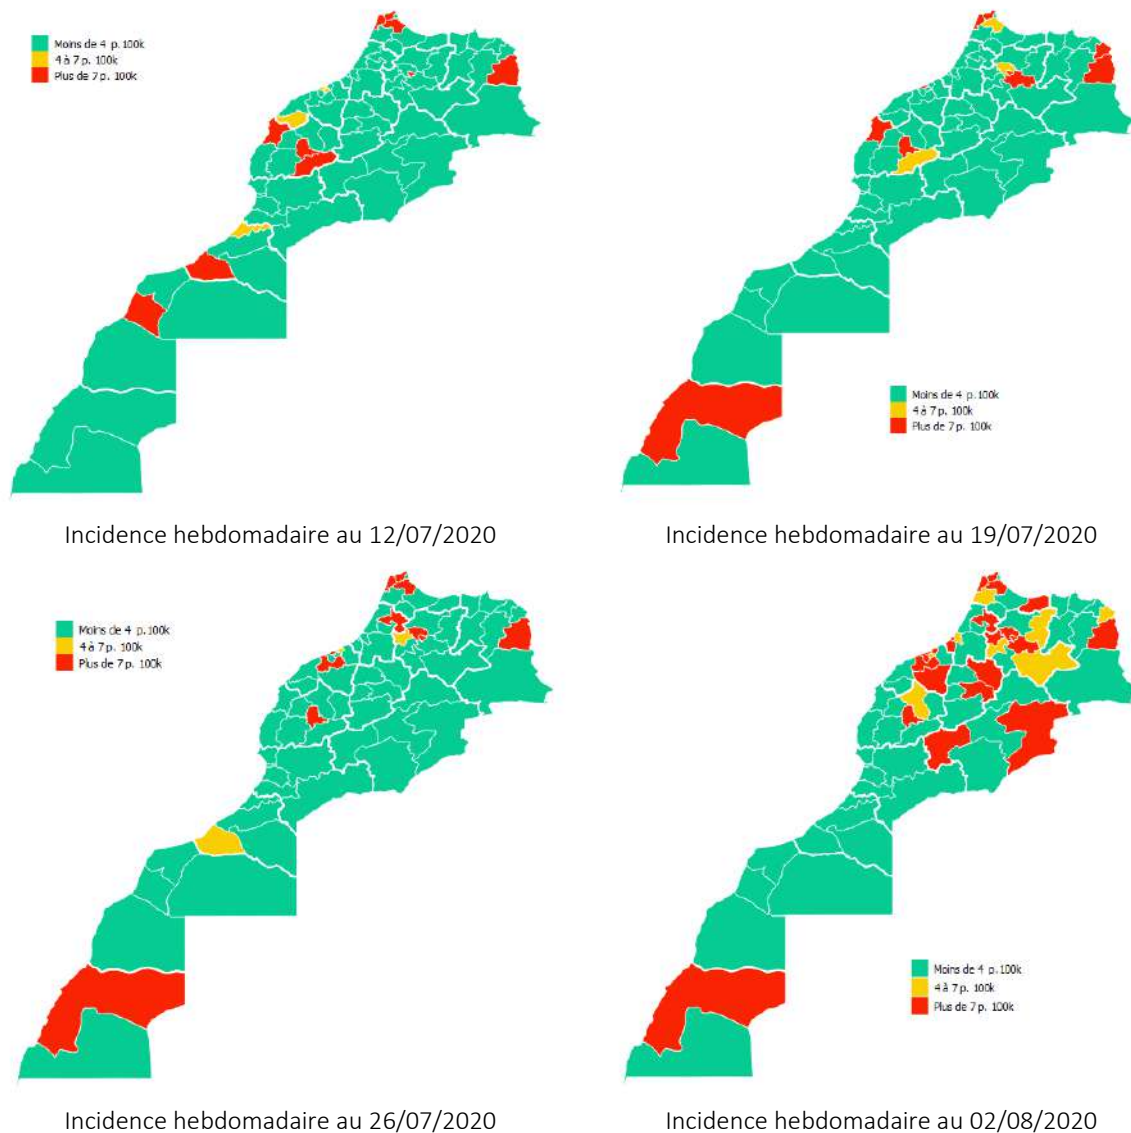 Moins de 4 p. 100k
4 à 7 p. 100k
Plus de 7 p. 100k
Moins de 4 p. 100k
4 à 7 p. 100k
Plus de 7 p. 100k
Incidence hebdomadaire au 12/07/2020
Incidence hebdomadaire au 19/07/2020
Moins de 4 p. 100k
4 à 7 p. 100k
Plus de 7 p. 100k
Moins de 4 p. 100k
4 à 7 p. 100k
Plus de 7 p. 100k
Incidence hebdomadaire au 26/07/2020
Incidence hebdomadaire au 02/08/2020